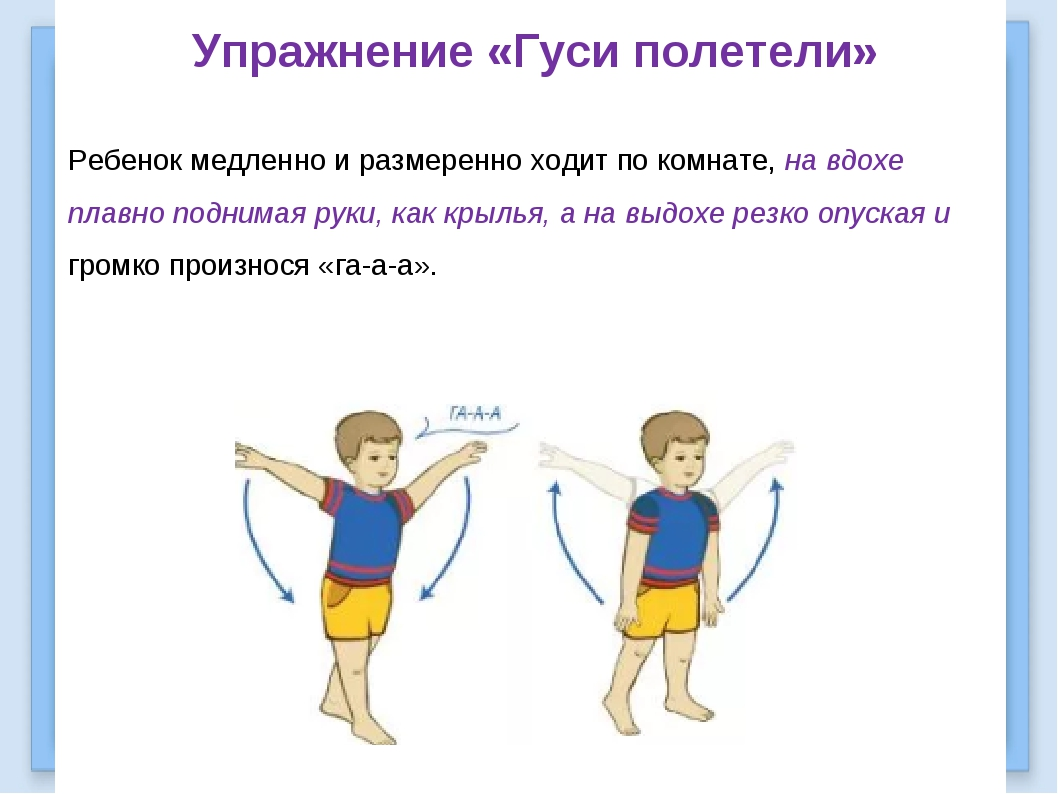 Упражнение «Гуси полетели»
Ребенок медленно и размеренно ходит по комнате, на вдохе
плавно поднимая руки, как крылья, а на выдохе резко опуская и
громко произнося «га-а-а».
ГА-А-А